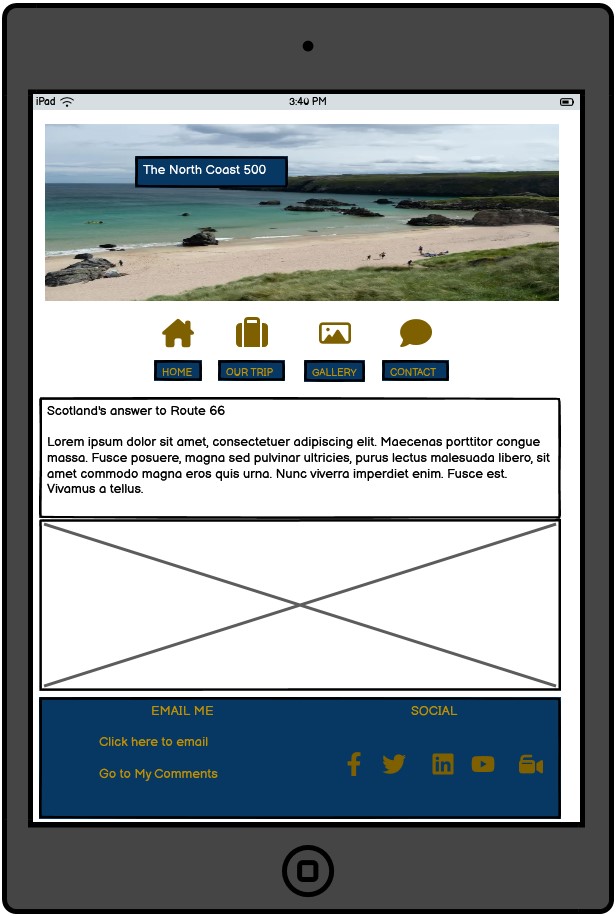 iPad 3:40 PM
The North Coast 500
HOME OUR TRIP GALLERY CONTACT
Scotland's answer to Route 66
Lorem ipsum dolor sit amet, consectetuer adipiscing elit. Maecenas porttitor congue
massa. Fusce posuere, magna sed pulvinar ultricies, purus lectus malesuada libero, sit
amet commodo magna eros quis urna. Nunc viverra imperdiet enim. Fusce est.
Vivamus a tellus.
EMAIL ME SOCIAL
Click here to email
Go to My Comments